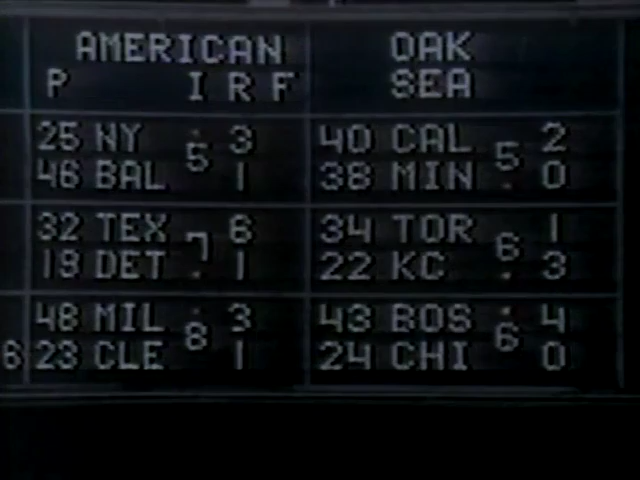 AMERICAN OAK
P I R F SEA
25 NY 3 40 CAL 2
5 5
46 BAL 1 38 MIN 0
32 TEX 6 34 TOR 1
7 6
19 DET 1 22 KC 3
48 MIL 3 43 BOS 4
8 6
6 23 CLE 1 24 CHI 0